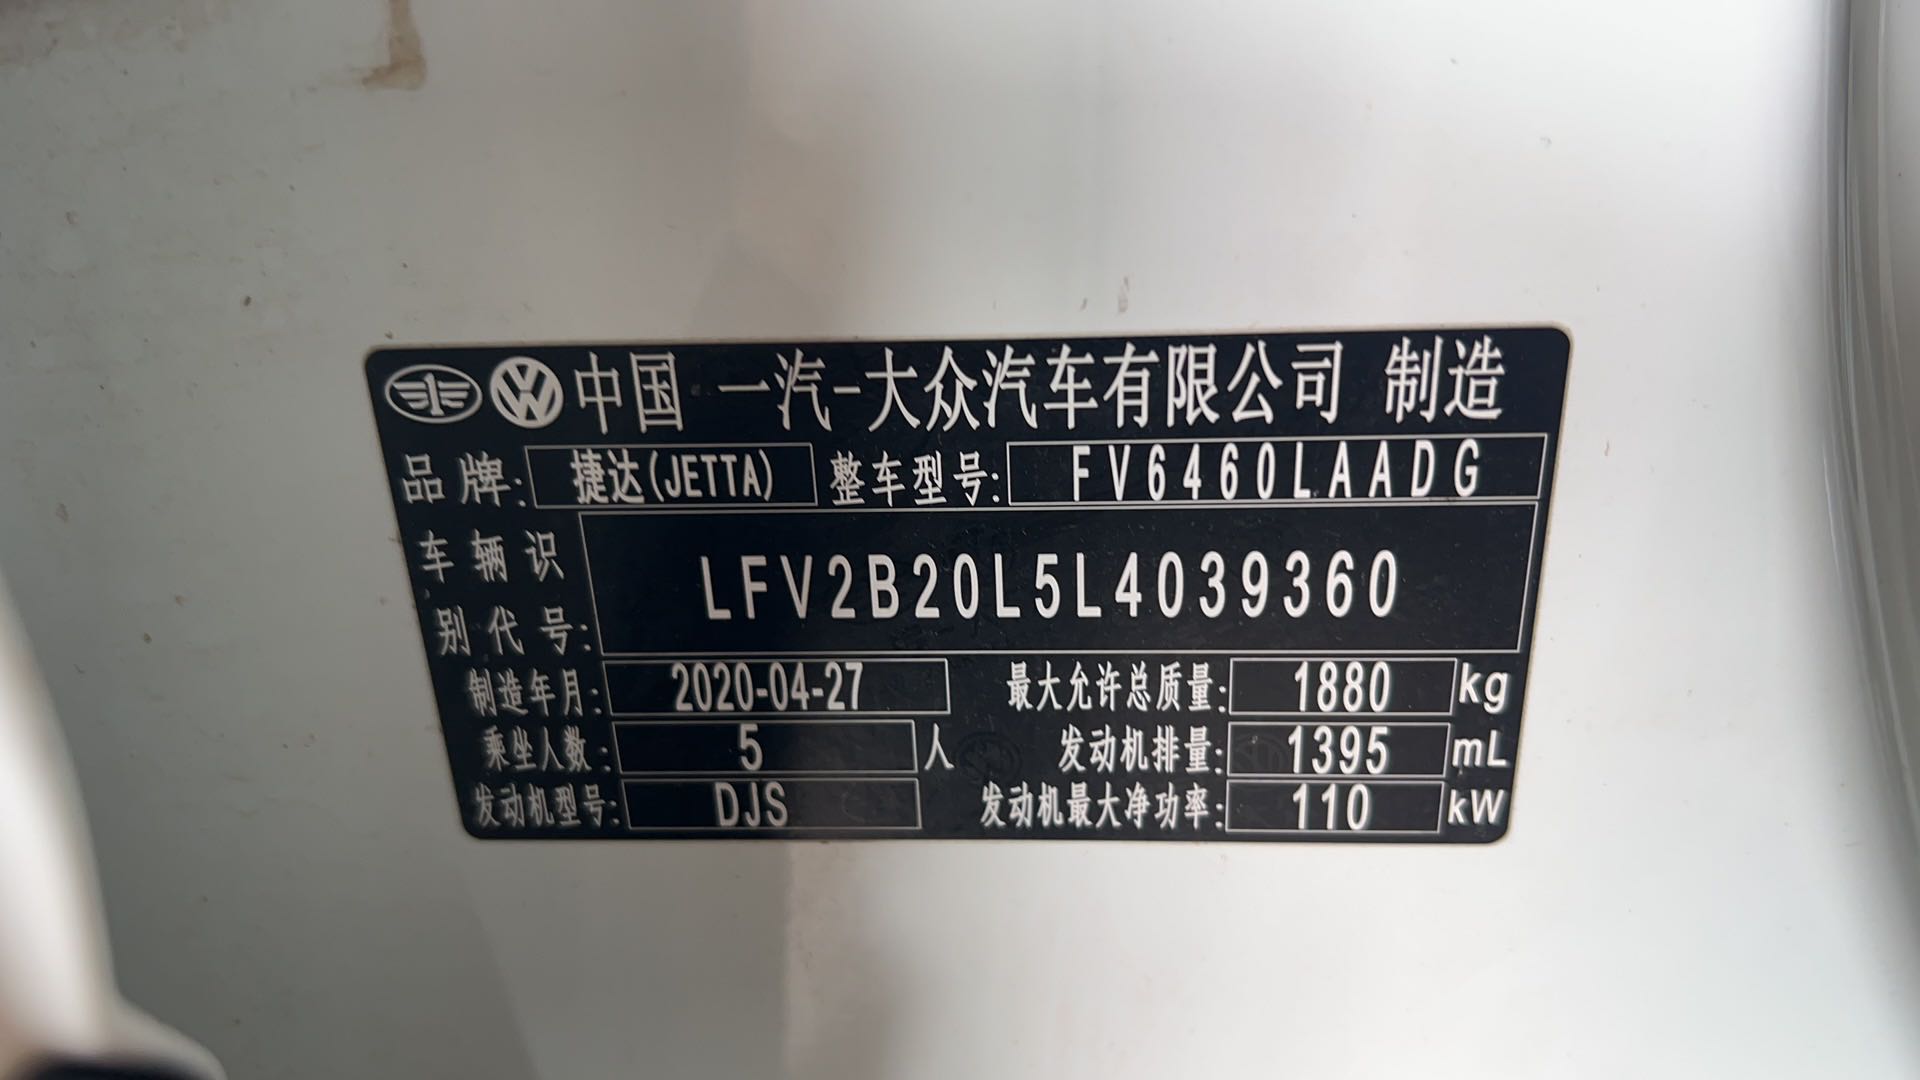 中国 一汽-大众汽车有限公司 制造
品牌: 捷达(JETTA) 整车型号: FV6460LAADG
车辆识别代号: LFV2B20L5L4039360
制造年月: 2020-04-27 最大允许总质量: 1880 kg
乘坐人数: 5 人 发动机排量: 1395 mL
发动机型号: DJS 发动机最大净功率: 110 kW